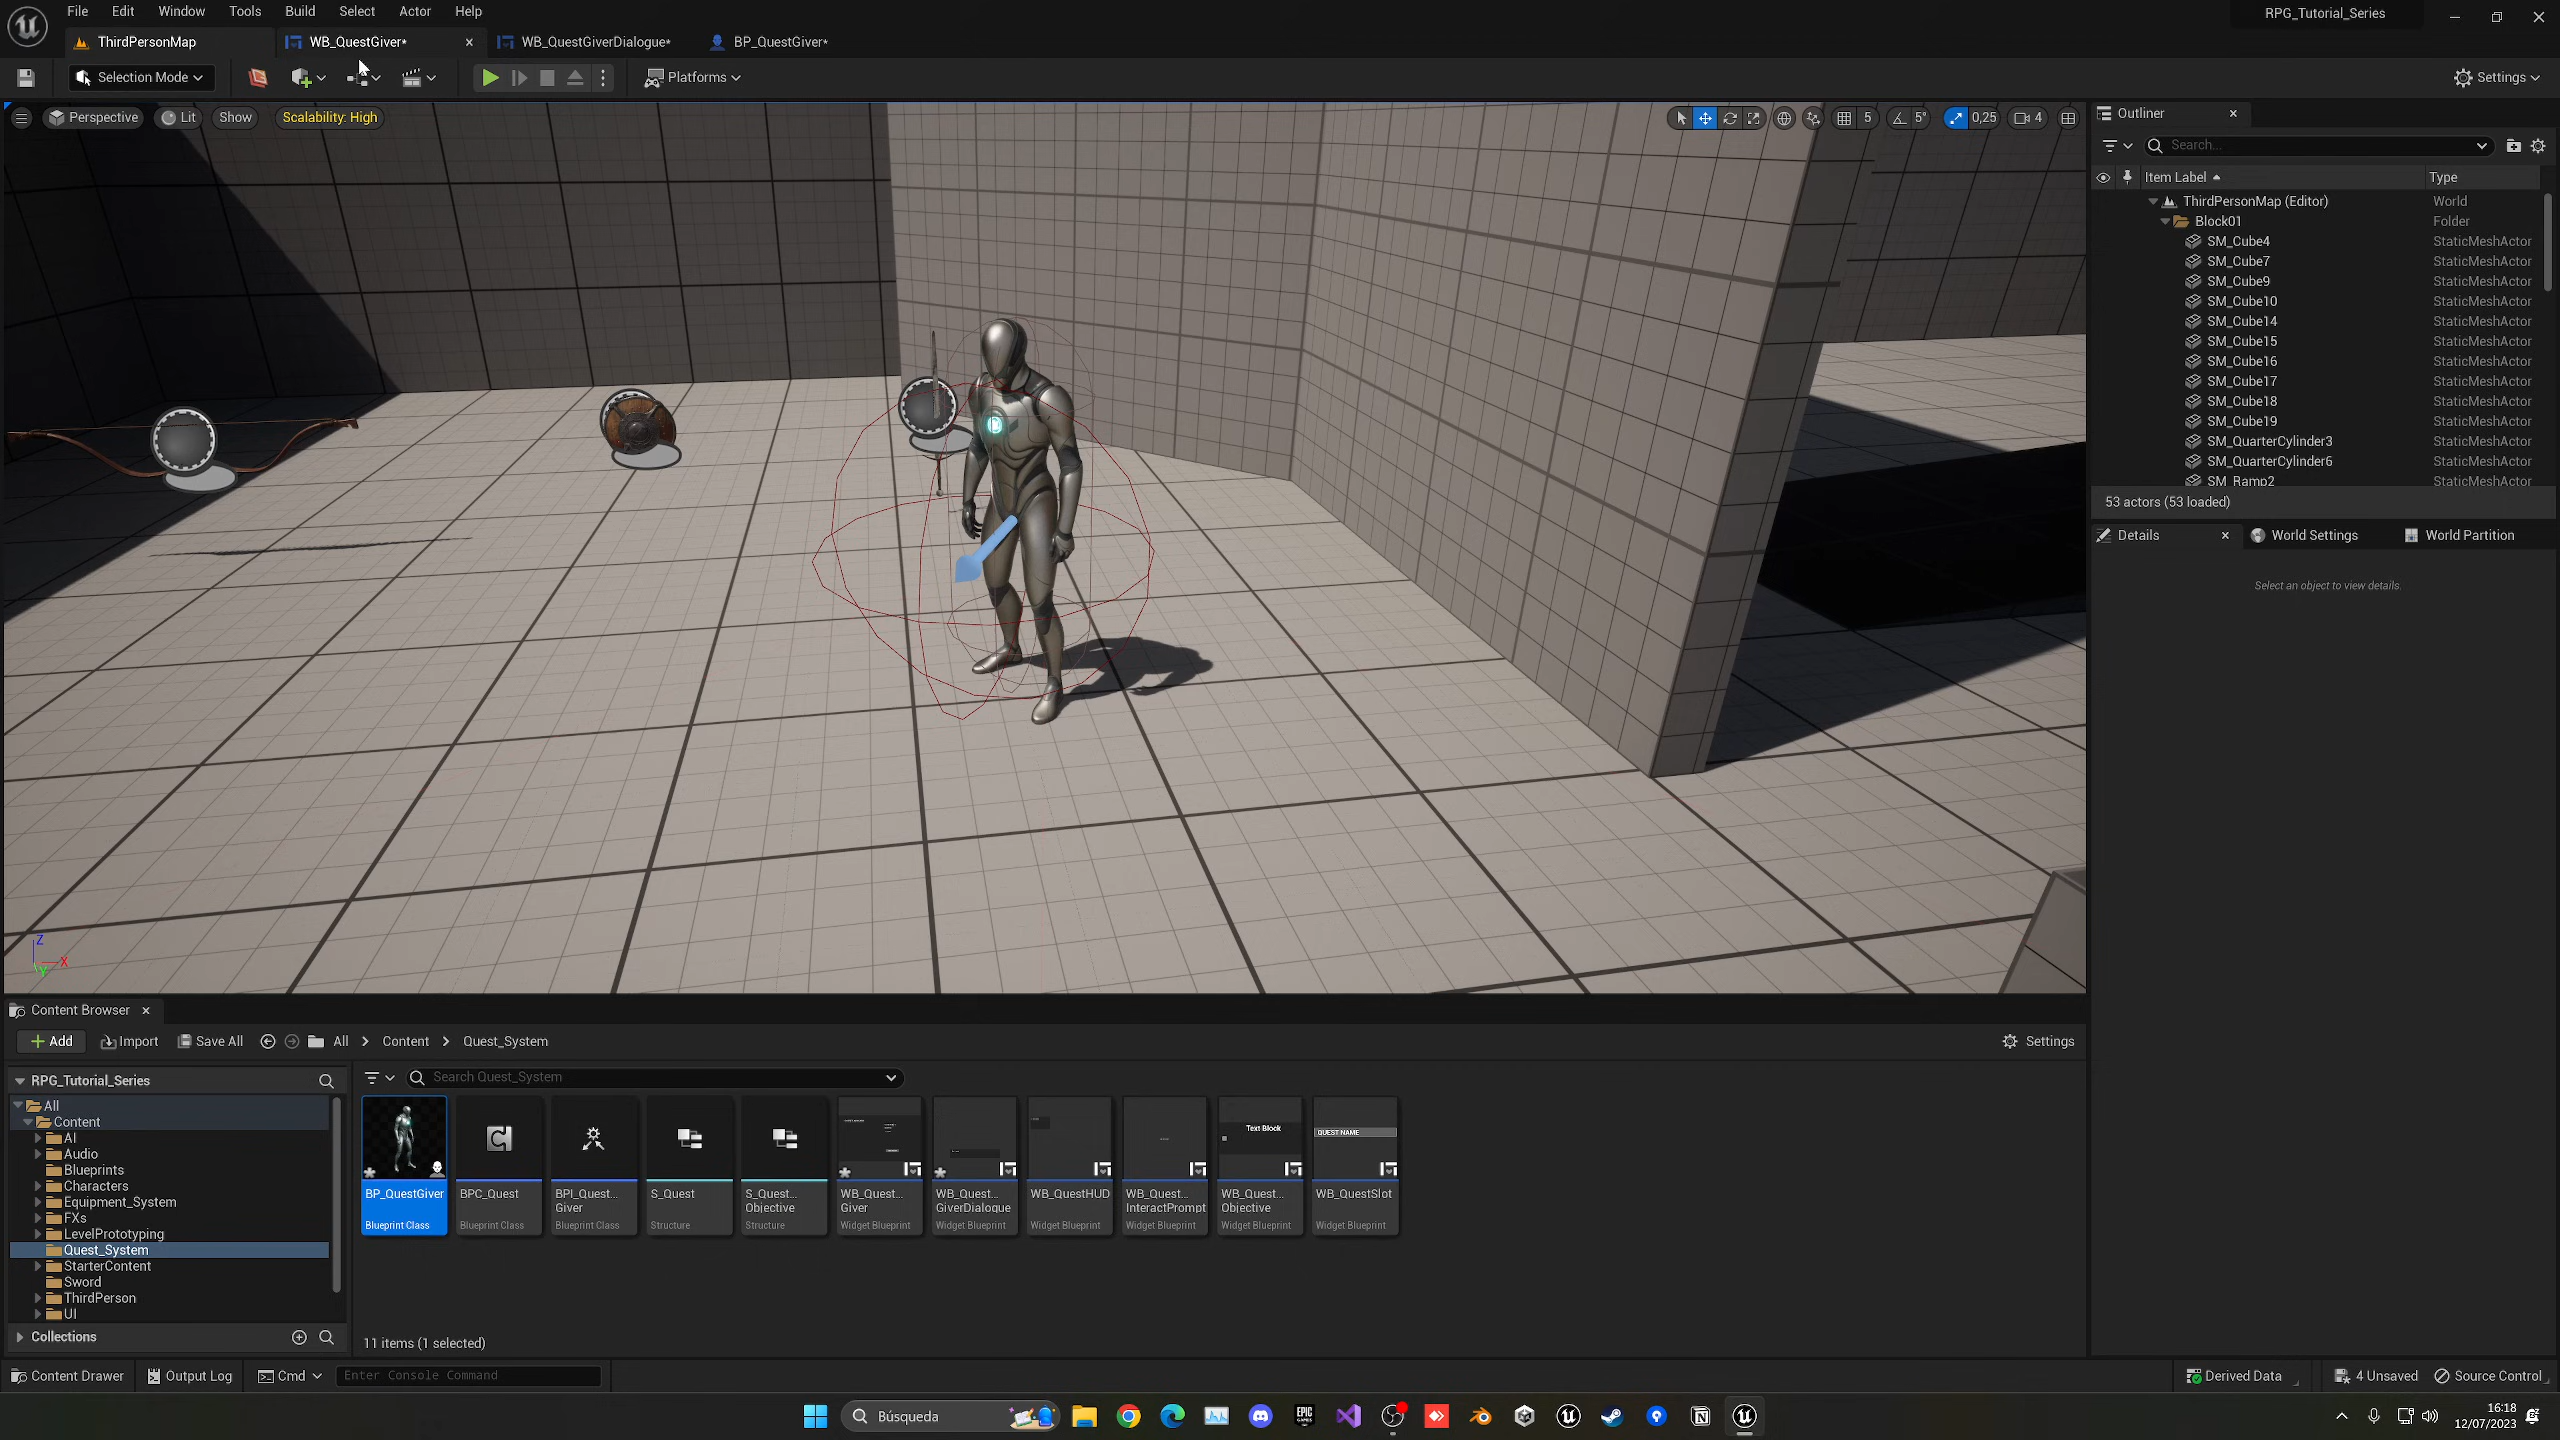 File Edit Window Tools Build Select Actor Help
RPG_Tutorial_Series
ThirdPersonMap
WB_QuestGiver*
WB_QuestGiverDialogue*
BP_QuestGiver*
Selection Mode
Platforms
Settings
Perspective
Lit
Show
Scalability: High
5
5°
0,25
4
Outliner
Search...
Item Label
Type
ThirdPersonMap (Editor) World
Block01 Folder
SM_Cube4 StaticMeshActor
SM_Cube7 StaticMeshActor
SM_Cube9 StaticMeshActor
SM_Cube10 StaticMeshActor
SM_Cube14 StaticMeshActor
SM_Cube15 StaticMeshActor
SM_Cube16 StaticMeshActor
SM_Cube17 StaticMeshActor
SM_Cube18 StaticMeshActor
SM_Cube19 StaticMeshActor
SM_QuarterCylinder3 StaticMeshActor
SM_QuarterCylinder6 StaticMeshActor
SM_Ramp2 StaticMeshActor
53 actors (53 loaded)
Details
World Settings
World Partition
Select an object to view details.
Z
X
Y
Content Browser
Add
Import
Save All
All > Content > Quest_System
Settings
RPG_Tutorial_Series
Search Quest_System
All
Content
AI
Audio
Blueprints
Characters
Equipment_System
FXs
LevelPrototyping
Quest_System
StarterContent
Sword
ThirdPerson
UI
Collections
Text Block
QUEST NAME
BP_QuestGiver
Blueprint Class
BPC_Quest
Blueprint Class
BPI_Quest...
Giver
Blueprint Class
S_Quest
Structure
S_Quest...
Objective
Structure
WB_Quest...
Giver
Widget Blueprint
WB_Quest...
GiverDialogue
Widget Blueprint
WB_QuestHUD
Widget Blueprint
WB_Quest...
InteractPrompt
Widget Blueprint
WB_Quest...
Objective
Widget Blueprint
WB_QuestSlot
Widget Blueprint
11 items (1 selected)
Content Drawer
Output Log
Cmd
Enter Console Command
Derived Data
4 Unsaved
Source Control
Búsqueda
EPIC
GAMES
16:18
12/07/2023